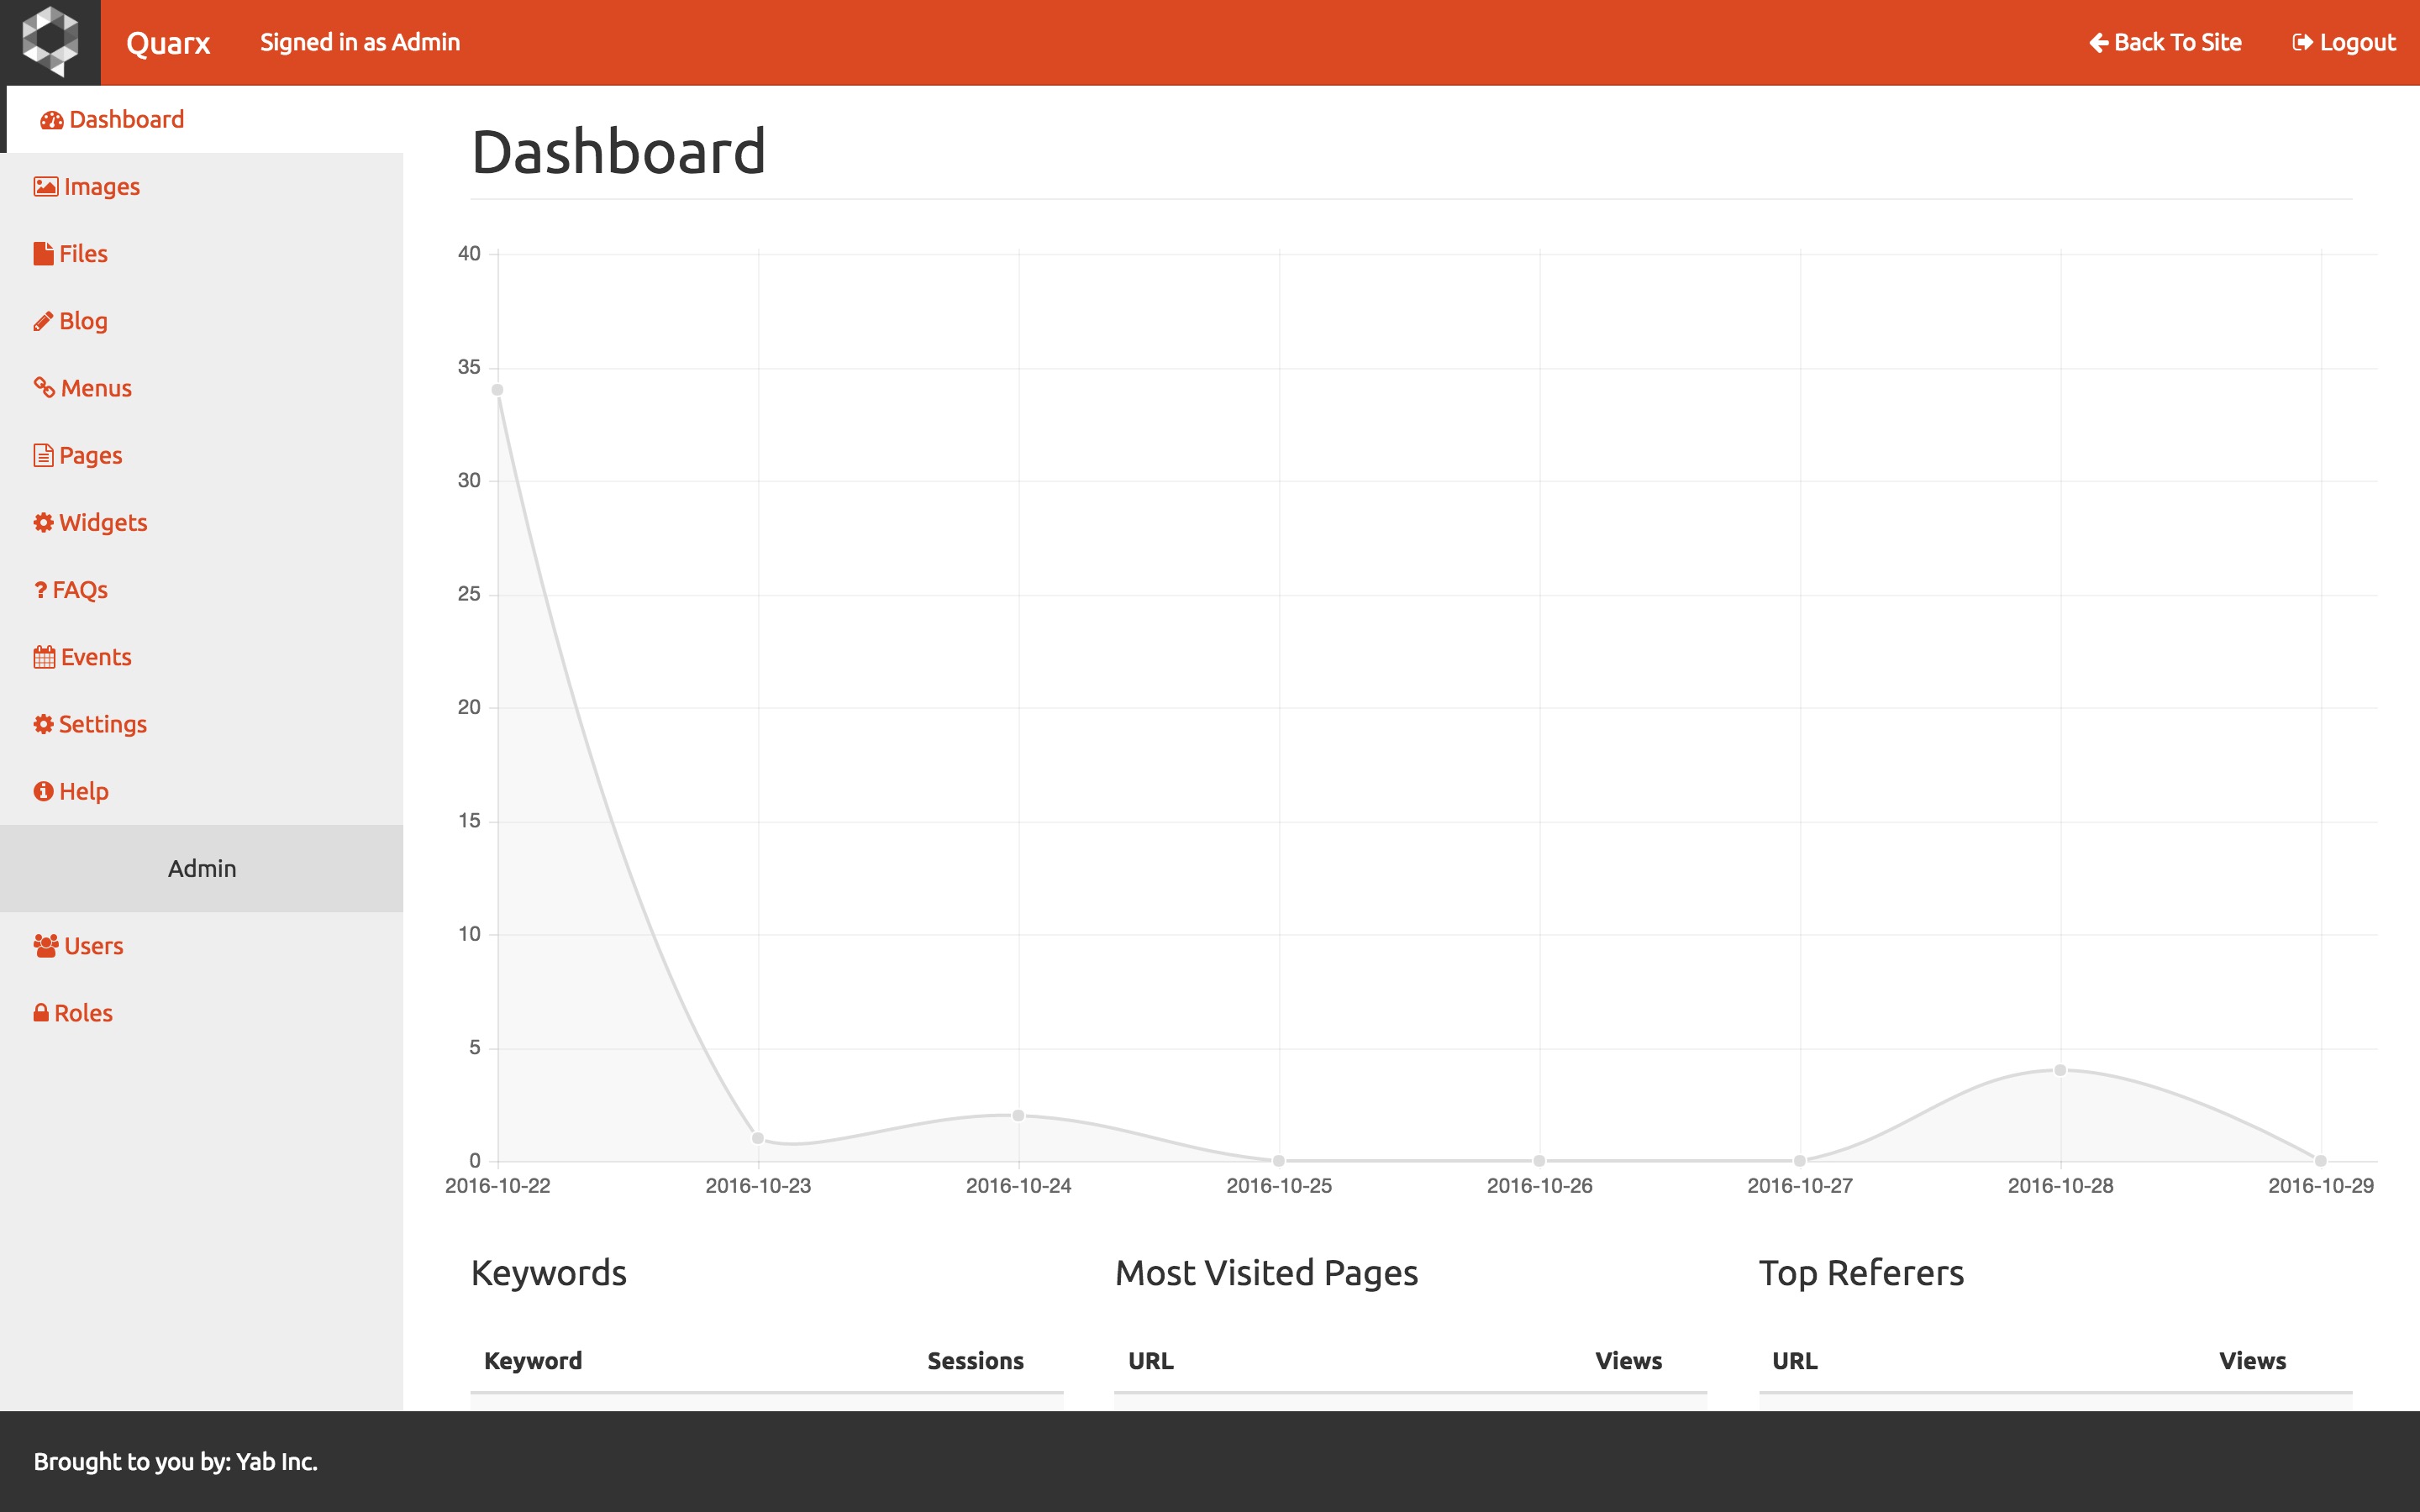 Quarx Signed in as Admin Back To Site Logout
Dashboard
Images
Files
Blog
Menus
Pages
Widgets
FAQs
Events
Settings
Help
Admin
Users
Roles
Dashboard
40
35
30
25
20
15
10
5
0
2016-10-22 2016-10-23 2016-10-24 2016-10-25 2016-10-26 2016-10-27 2016-10-28 2016-10-29
Keywords Most Visited Pages Top Referers
Keyword Sessions URL Views URL Views
Brought to you by: Yab Inc.